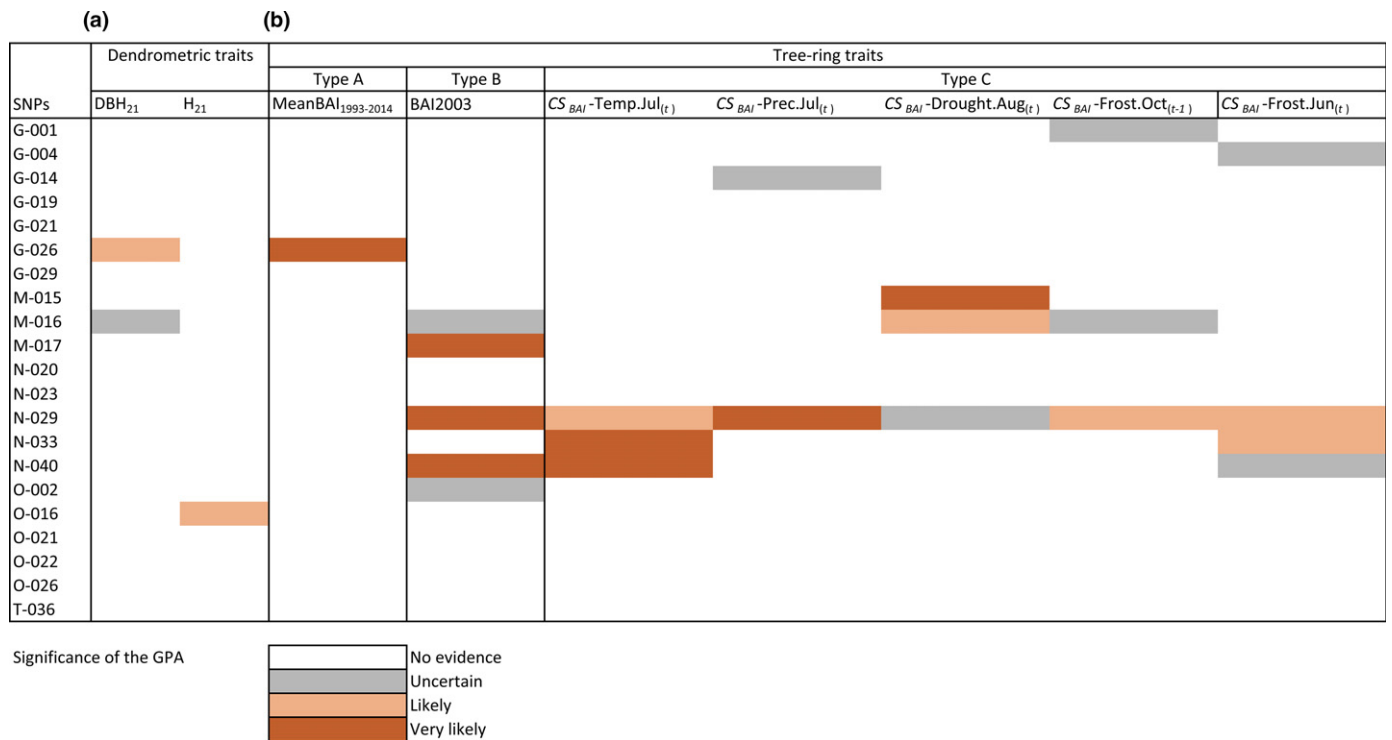 (a) (b)
Dendrometric traits Tree-ring traits
Type A Type B Type C
SNPs DBH21 H21 MeanBAI1993-2014 BAI2003 CS BAI -Temp.Jul(t) CS BAI -Prec.Jul(t) CS BAI -Drought.Aug(t) CS BAI -Frost.Oct(t-1) CS BAI -Frost.Jun(t)
G-001
G-004
G-014
G-019
G-021
G-026
G-029
M-015
M-016
M-017
N-020
N-023
N-029
N-033
N-040
O-002
O-016
O-021
O-022
O-026
T-036
Significance of the GPA No evidence
Uncertain
Likely
Very likely